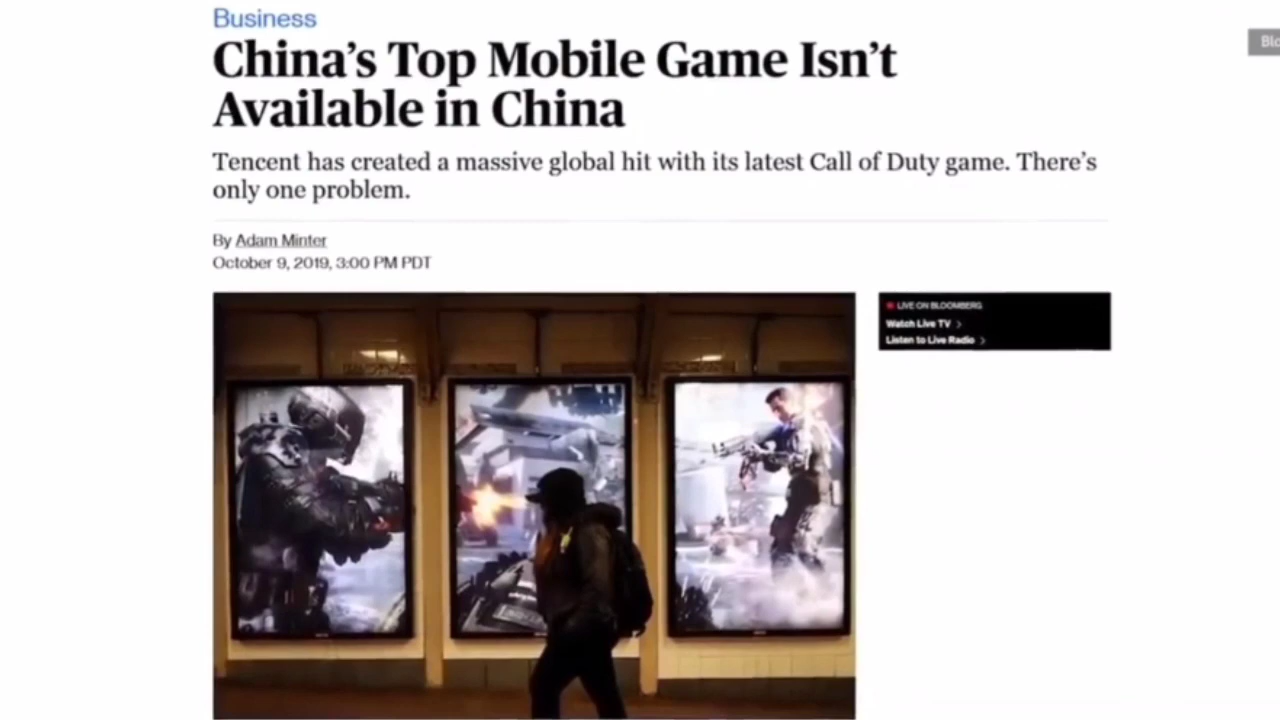 Business
China's Top Mobile Game Isn't
Available in China
Tencent has created a massive global hit with its latest Call of Duty game. There's
only one problem.
By Adam Minter
October 9, 2019, 3:00 PM PDT
LIVE ON BLOOMBERG
Watch Live TV >
Listen to Live Radio >